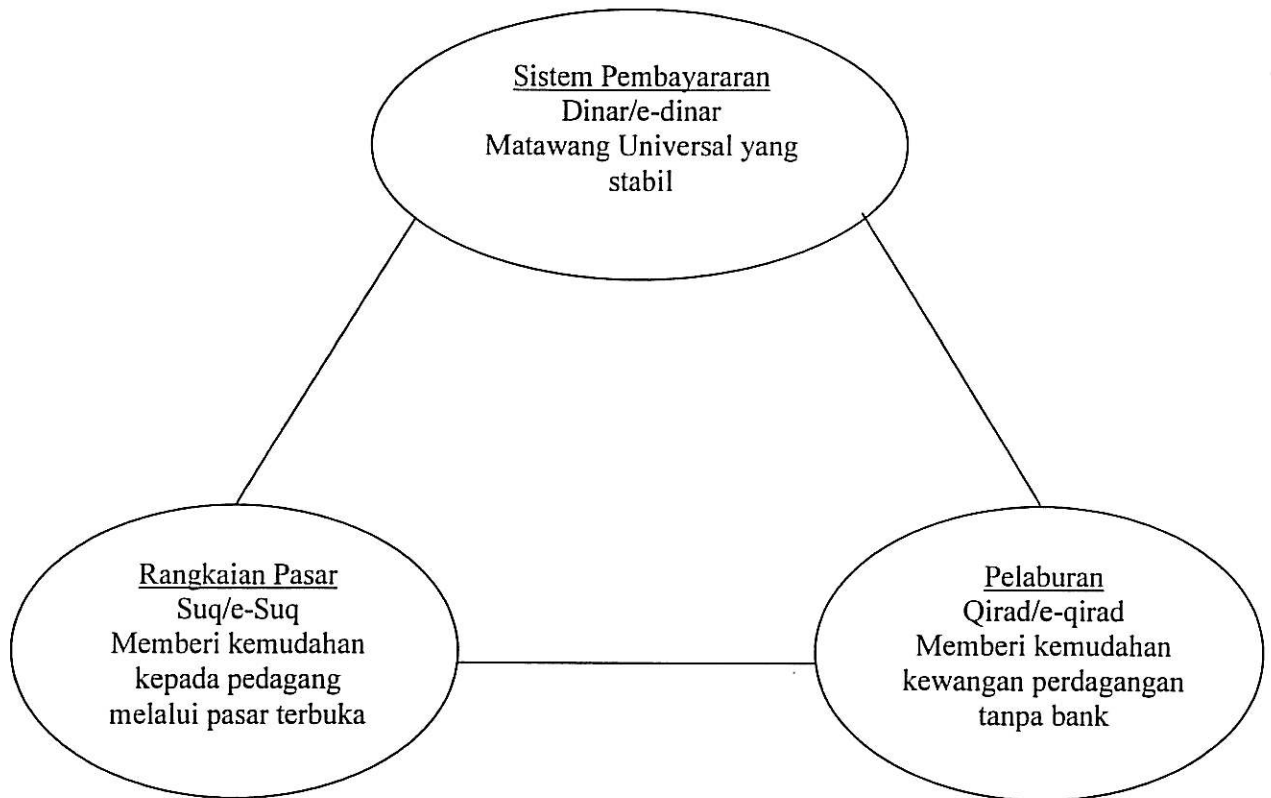 Sistem Pembayararan
Dinar/e-dinar
Matawang Universal yang
stabil
Rangkaian Pasar
Suq/e-Suq
Memberi kemudahan
kepada pedagang
melalui pasar terbuka
Pelaburan
Qirad/e-qirad
Memberi kemudahan
kewangan perdagangan
tanpa bank